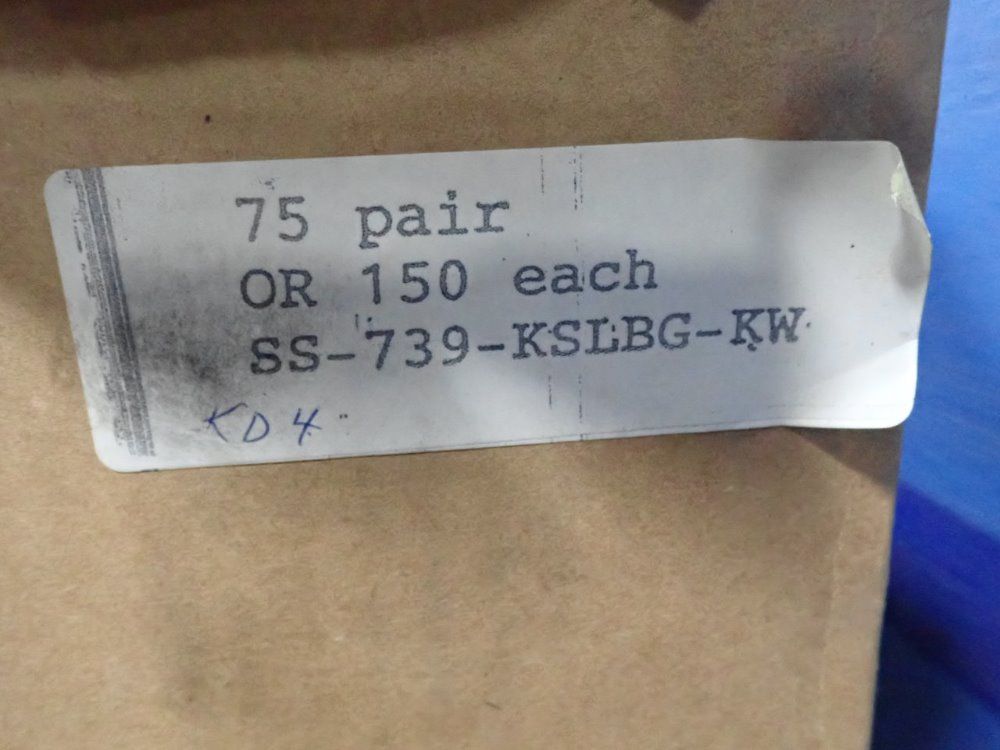 75 pair
OR 150 each
SS-739-KSLBG-KW
KD4